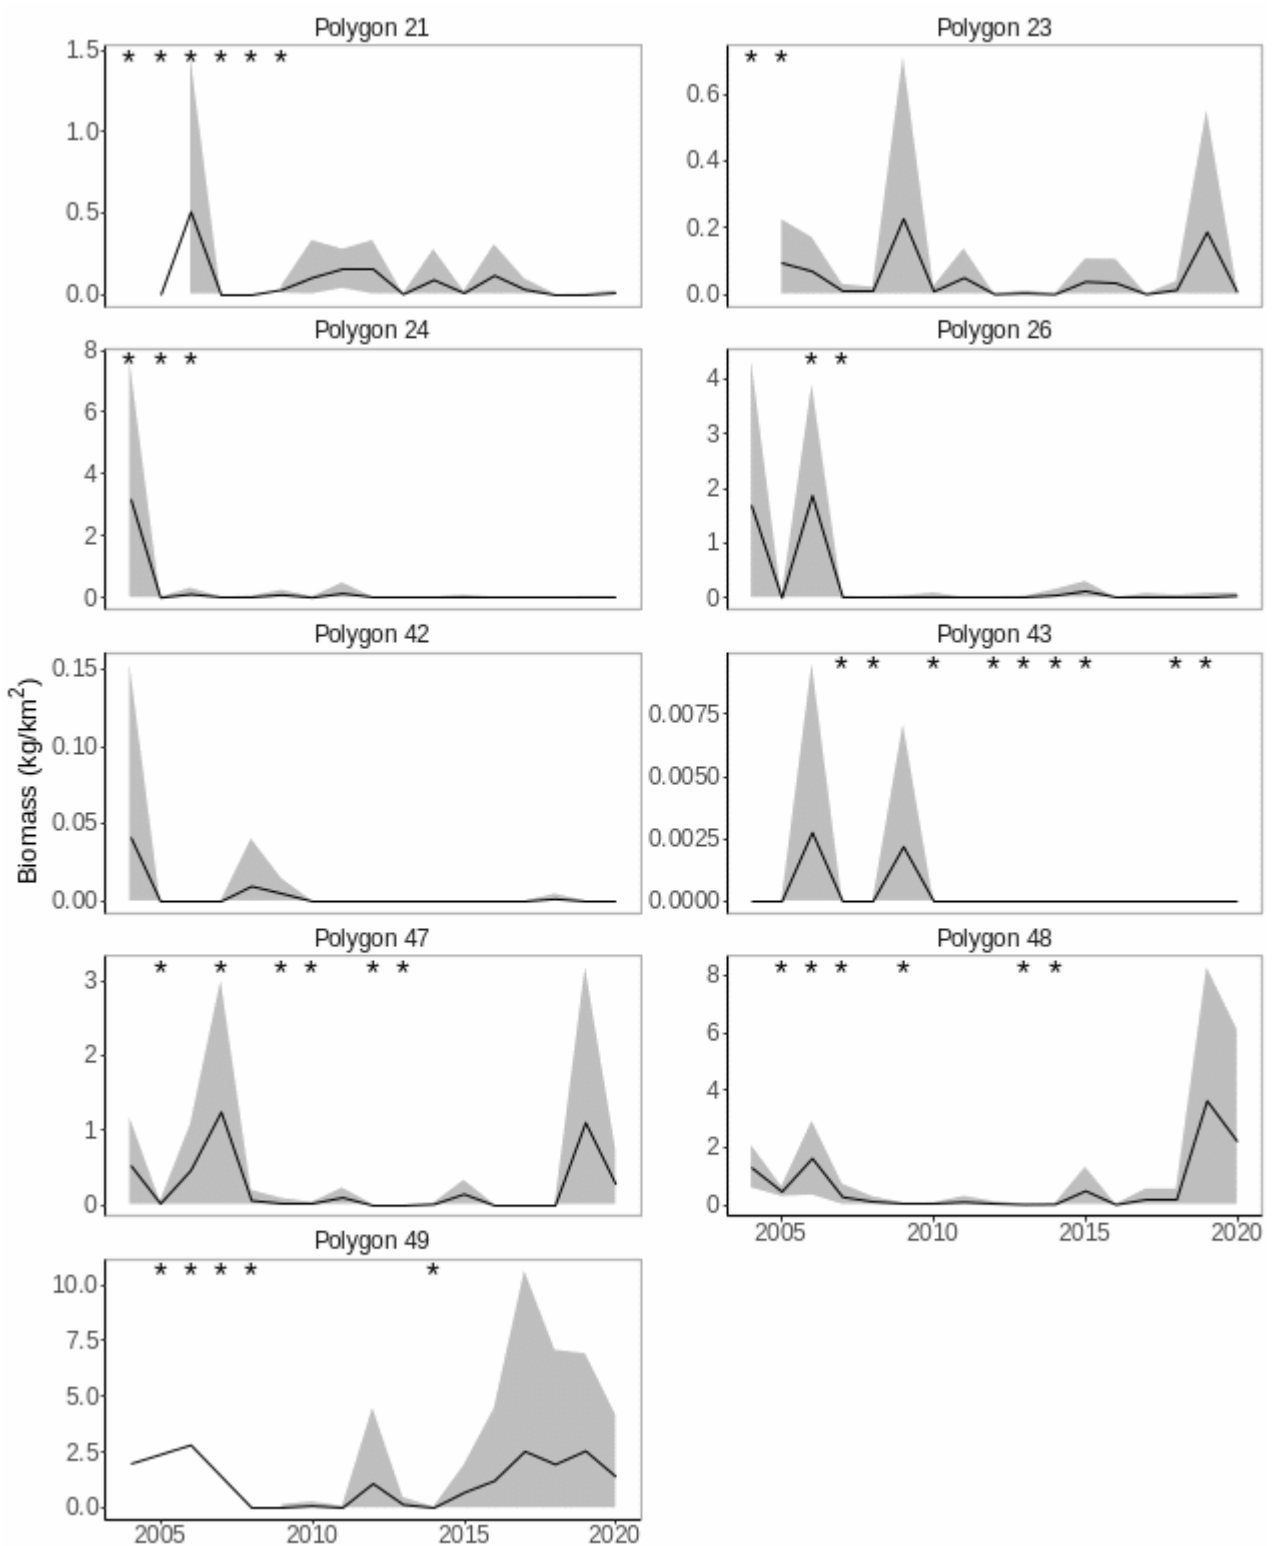 Polygon 21
* * * * * *
1.5
1.0
0.5
0.0
Polygon 23
* *
0.6
0.4
0.2
0.0
Polygon 24
* * *
8
6
4
2
0
Polygon 26
* *
4
3
2
1
0
Biomass (kg/km²)
Polygon 42
0.15
0.10
0.05
0.00
Polygon 43
* * * * * * * * *
0.0075
0.0050
0.0025
0.0000
Polygon 47
* * * * * *
3
2
1
0
Polygon 48
* * * * * *
8
6
4
2
0
2005 2010 2015 2020
Polygon 49
* * * * *
10.0
7.5
5.0
2.5
0.0
2005 2010 2015 2020